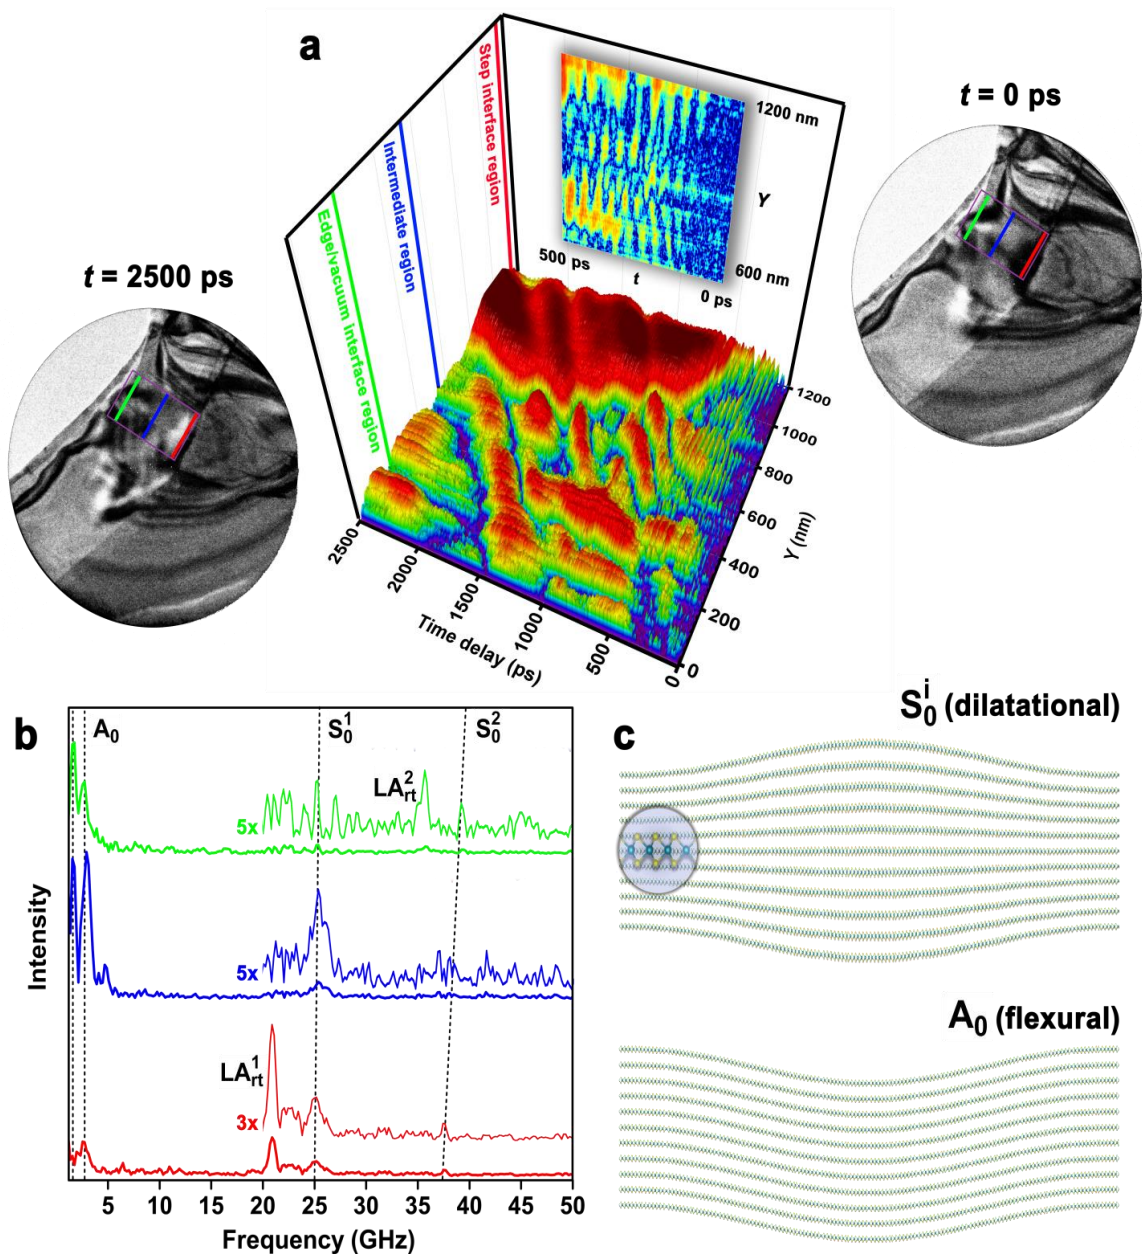 a
Step interface region
Intermediate region
Edge/vacuum interface region
1200 nm
Y
600 nm
500 ps
t
0 ps
t = 0 ps
t = 2500 ps
1200
1000
800
600
400
200
0
Y (nm)
2500
2000
1500
1000
500
0
Time delay (ps)
b
A₀
S₀¹
S₀²
LAᵣₜ²
5x
5x
LAᵣₜ¹
3x
Intensity
5 10 15 20 25 30 35 40 45 50
Frequency (GHz)
c
S₀ⁱ (dilatational)
A₀ (flexural)